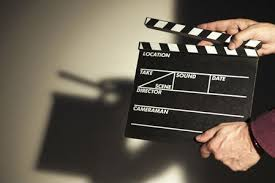 LOCATION
TAKE SOUND DATE
SCENE
DIRECTOR
CAMERAMAN